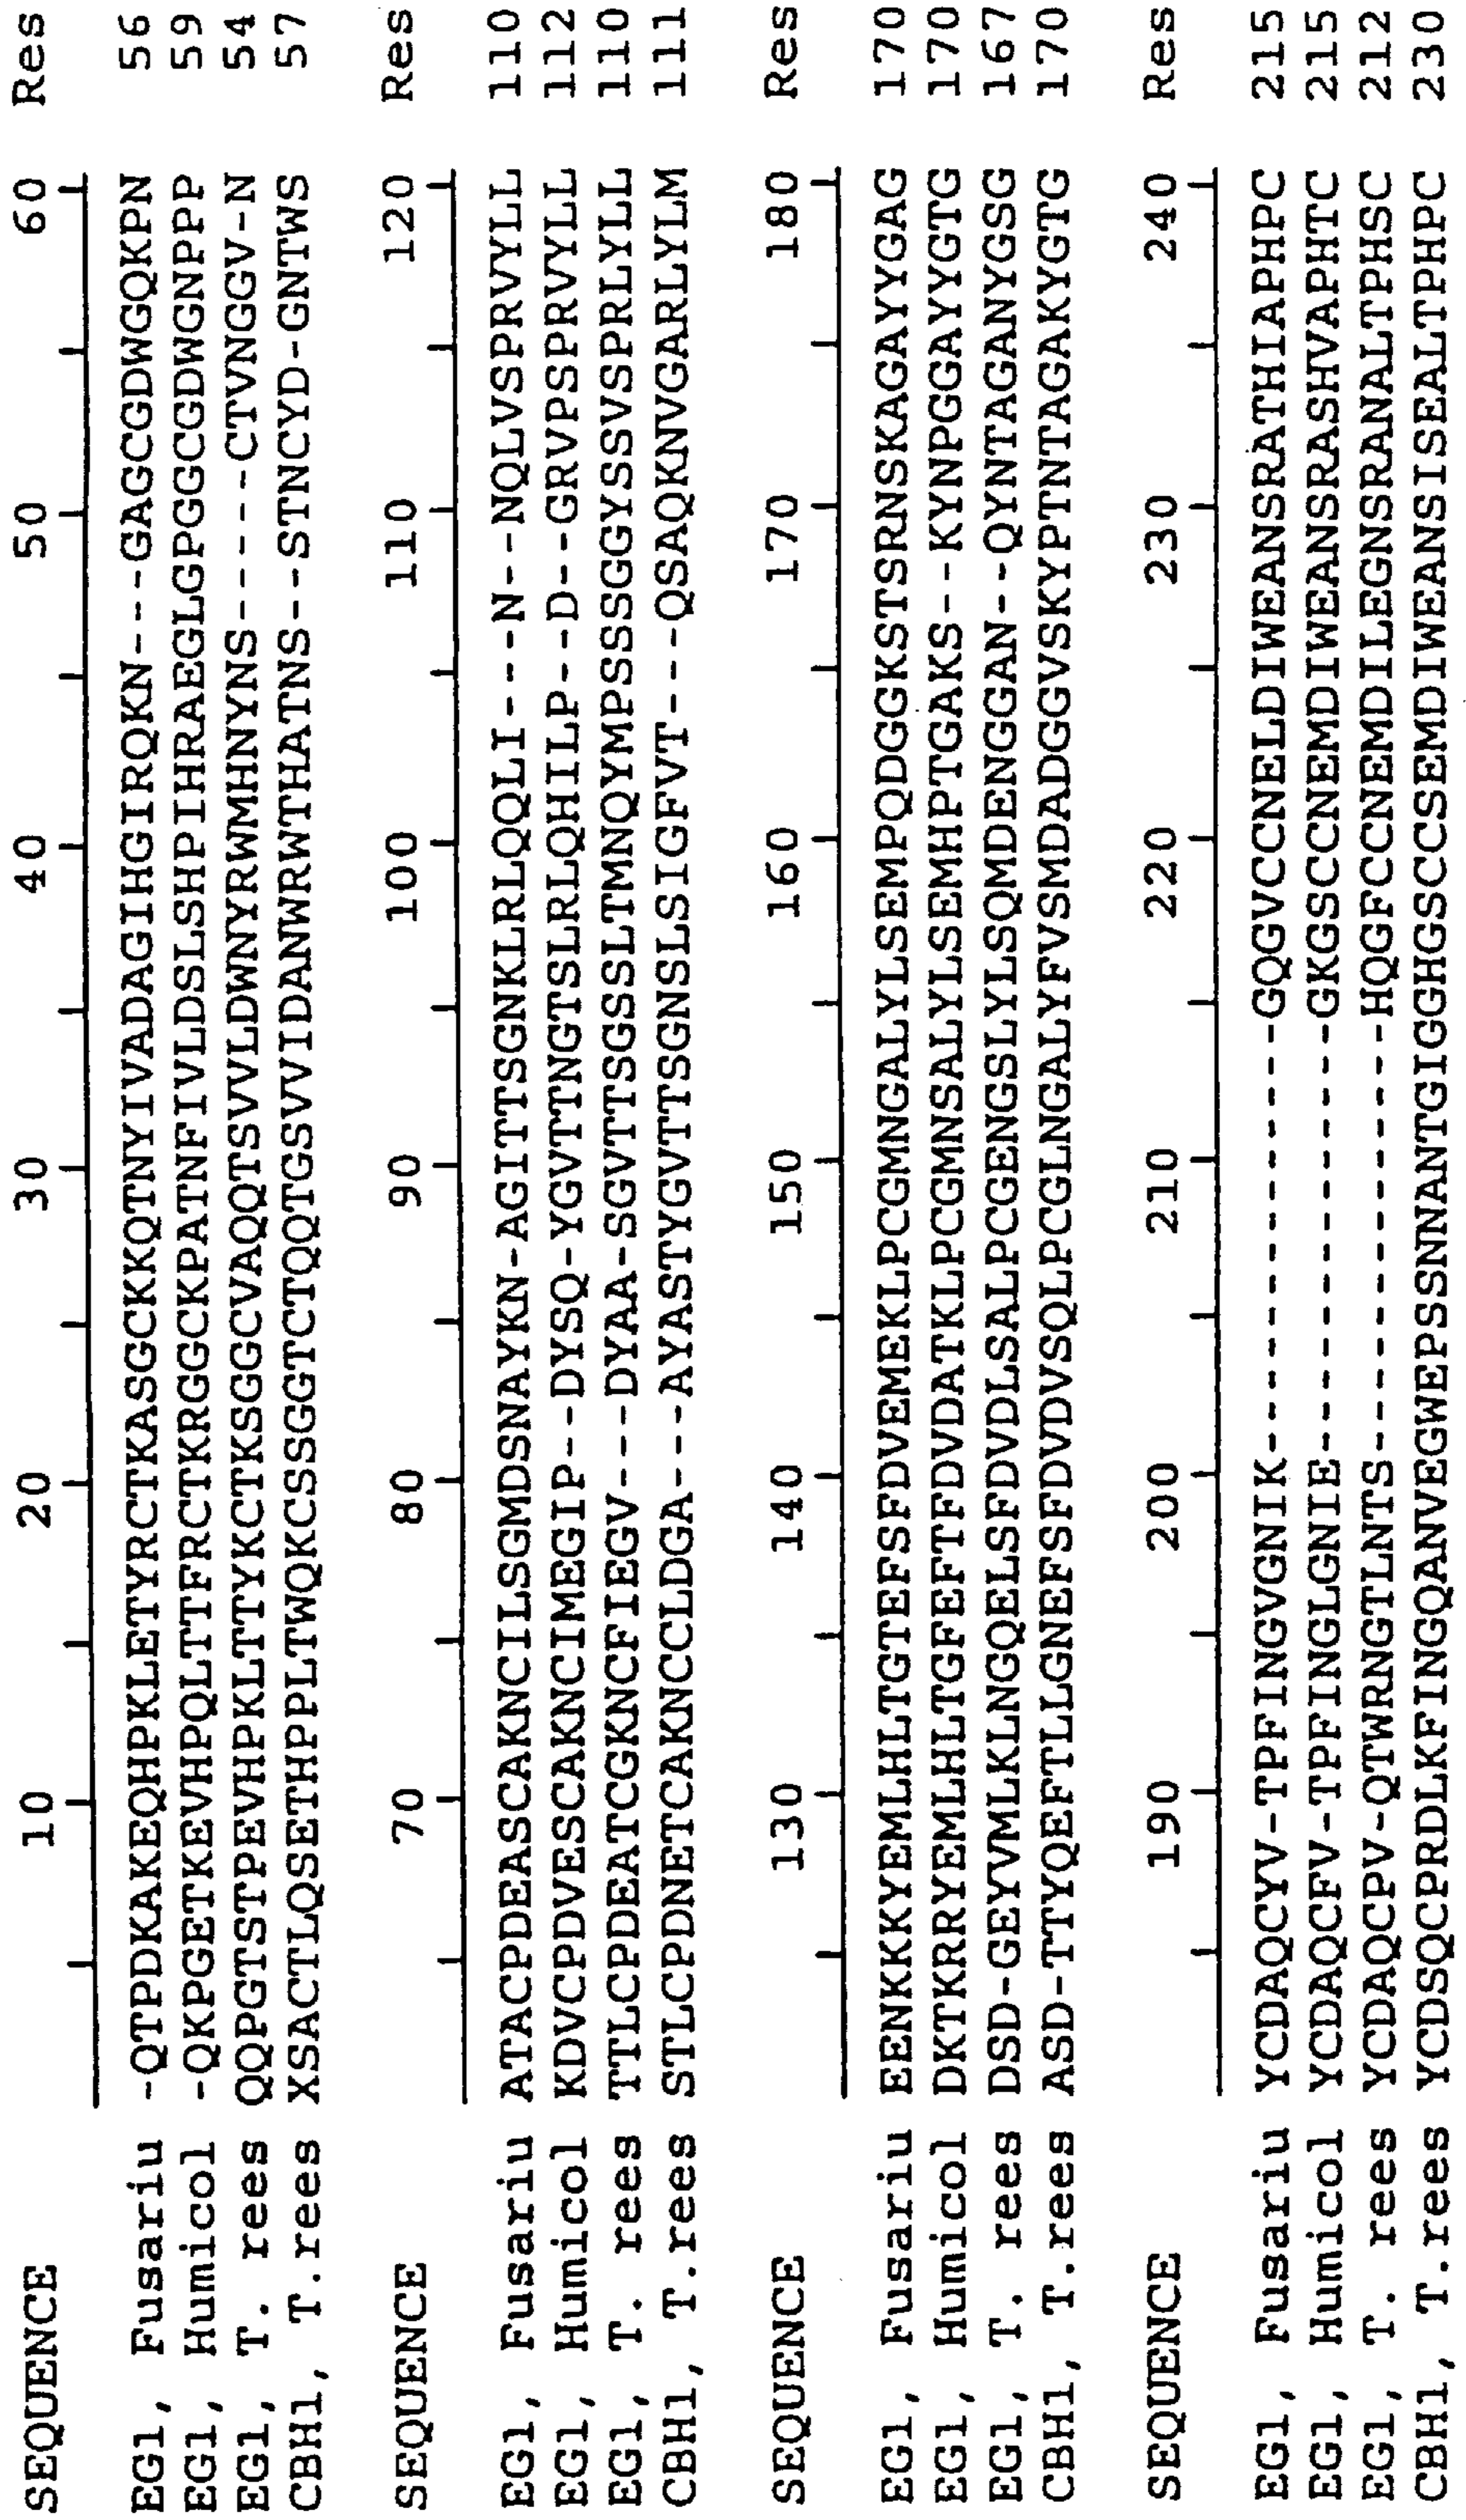 SEQUENCE 10 20 30 40 50 60 Res
EG1, Fusariu -QTPDKAKEQHPKLETYRCTKASGCKKQTNYIVADAGIHGIRQKN---GAGCGDWGQKPN 56
EG1, Humicol -QKPGETKEVHPQLTTFRCTKRGGCKPATNFIVLDSLSHPIHRAEGLGPGGCGDWGNPPP 59
EG1, T. rees QQPGTSTPEVHPKLTTYKCTKSGGCVAQQTSVVLDWNYRWMHNYNS-----CTVNGGV-N 54
CBH1, T.rees XSACTLQSETHPPLTWQKCSSGGTCTQQTGSVVIDANWRWTHATNS--STNCYD-GNTWS 57
SEQUENCE 70 80 90 100 110 120 Res
EG1, Fusariu ATACPDEASCAKNCILSGMDSNAYKN-AGITTSGNKLRLQQLI---N--NQLVSPRVYLL 110
EG1, Humicol KDVCPDVESCAKNCIMEGIP--DYSQ-YGVTTNGTSLRLQHILP--D--GRVPSPRVYLL 112
EG1, T. rees TTLCPDEATCGKNCFIEGV---DYAA-SGVTTSGSSLTMNQYMPSSSGGYSSVSPRLYLL 110
CBH1, T.rees STLCPDNETCAKNCCLDGA---AYASTYGVTTSGNSLSIGFVT---QSAQKNVGARLYLM 111
SEQUENCE 130 140 150 160 170 180 Res
EG1, Fusariu EENKKKYEMLHLTGTEFSFDVEMEKLPCGMNGALYLSEMPQDGGKSTSRNSKAGAYYGAG 170
EG1, Humicol DKTKRRYEMLHLTGFEFTFDVDATKLPCGMNSALYLSEMHPTGAKS--KYNPGGAYYGTG 170
EG1, T. rees DSD-GEYVMLKLNGQELSFDVDLSALPCGENGSLYLSQMDENGGAN--QYNTAGANYGSG 167
CBH1, T.rees ASD-TTYQEFTLLGNEFSFDVDVSQLPCGLNGALYFVSMDADGGVSKYPTNTAGAKYGTG 170
SEQUENCE 190 200 210 220 230 240 Res
EG1, Fusariu YCDAQCYV-TPFINGVGNIK--------------GQGVCCNELDIWEANSRATHIAPHPC 215
EG1, Humicol YCDAQCFV-TPFINGLGNIE--------------GKGSCCNEMDIWEANSRASHVAPHTC 215
EG1, T. rees YCDAQCPV-QTWRNGTLNTS--------------HQGFCCNEMDILEGNSRANALTPHSC 212
CBH1, T.rees YCDSQCPRDLKFINGQANVEGWEPSSNNANTGIGGHGSCCSEMDIWEANSISEALTPHPC 230